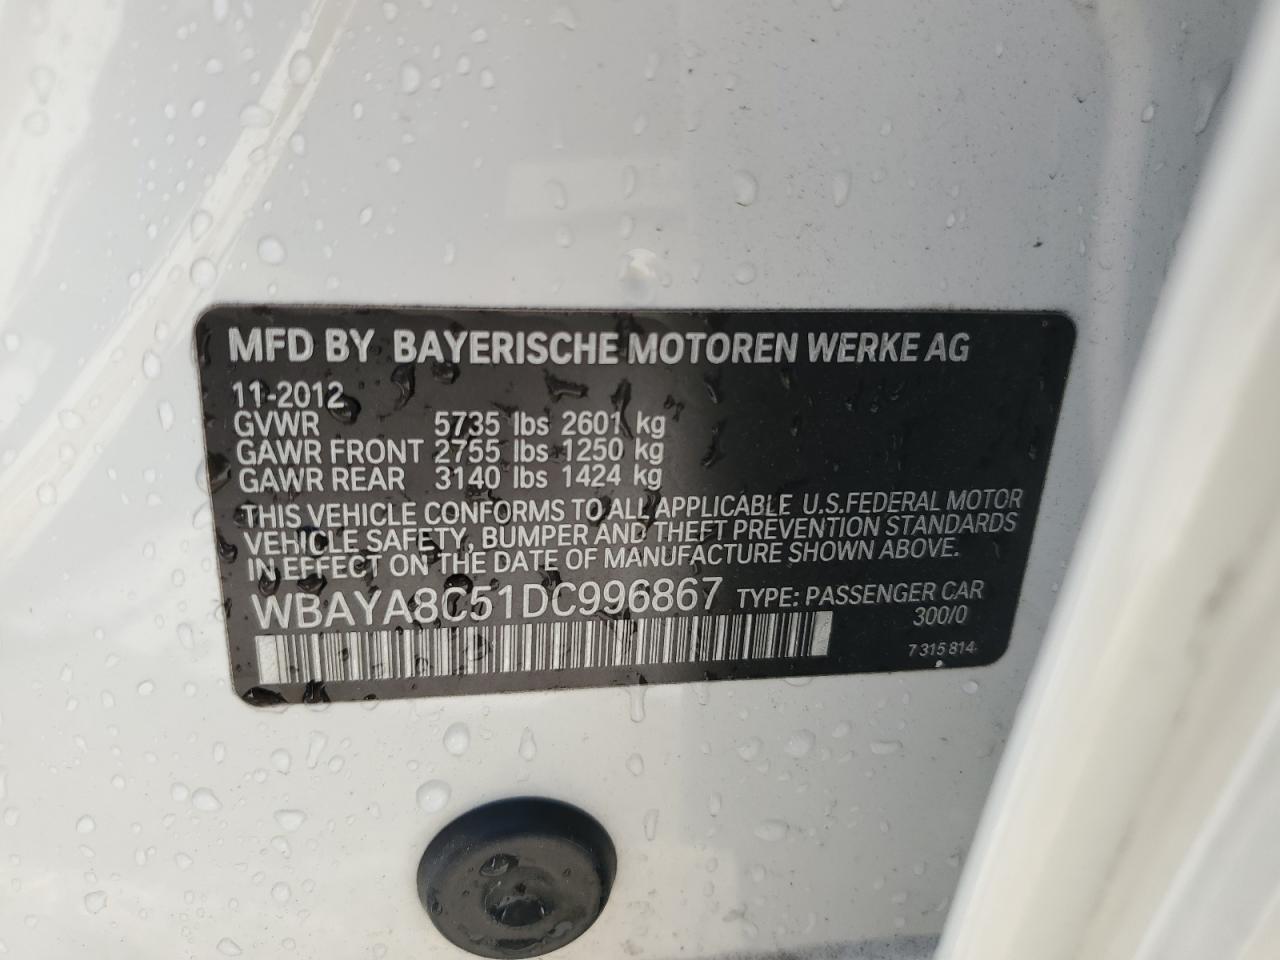 MFD BY BAYERISCHE MOTOREN WERKE AG
11-2012
GVWR 5735 lbs 2601 kg
GAWR FRONT 2755 lbs 1250 kg
GAWR REAR 3140 lbs 1424 kg
THIS VEHICLE CONFORMS TO ALL APPLICABLE U.S.FEDERAL MOTOR
VEHICLE SAFETY, BUMPER AND THEFT PREVENTION STANDARDS
IN EFFECT ON THE DATE OF MANUFACTURE SHOWN ABOVE.
WBAYA8C51DC996867 TYPE: PASSENGER CAR
300/0
7 315 814